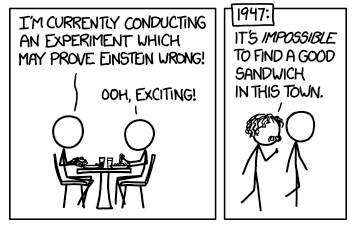 I'M CURRENTLY CONDUCTING
AN EXPERIMENT WHICH
MAY PROVE EINSTEIN WRONG!
OOH, EXCITING!
1947:
IT'S IMPOSSIBLE
TO FIND A GOOD
SANDWICH
IN THIS TOWN.